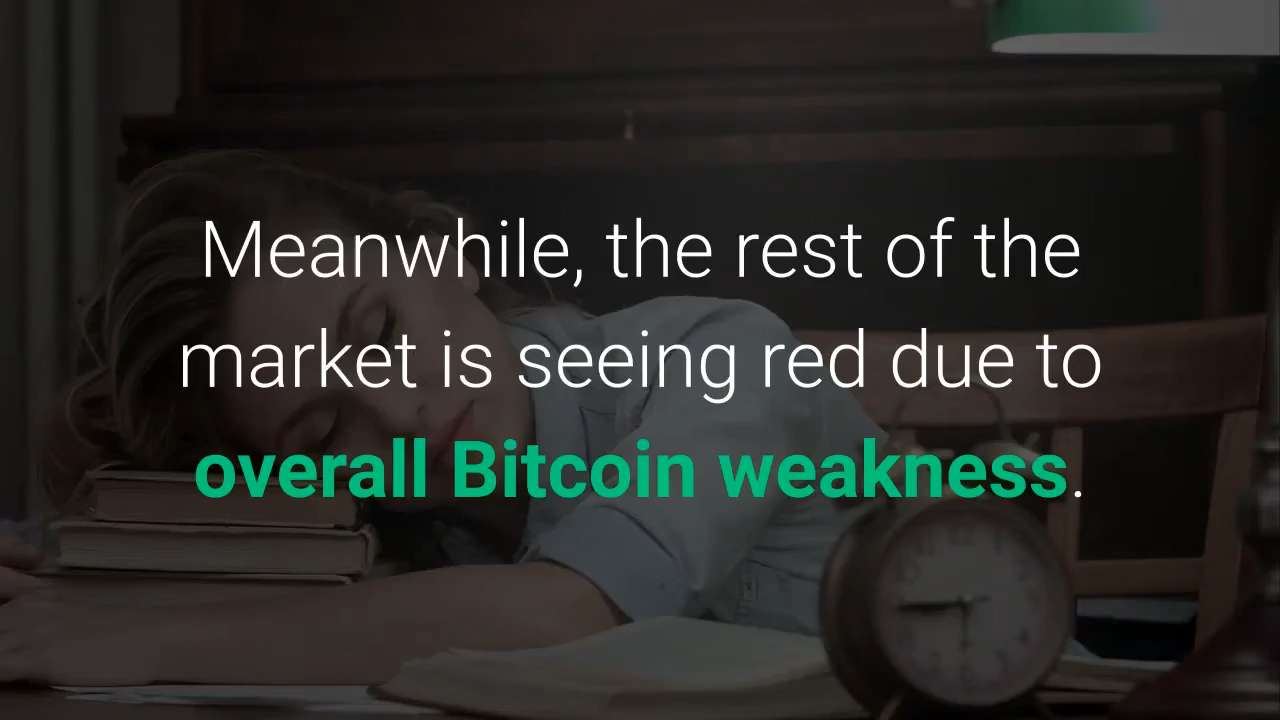 Meanwhile, the rest of the
market is seeing red due to
overall Bitcoin weakness.